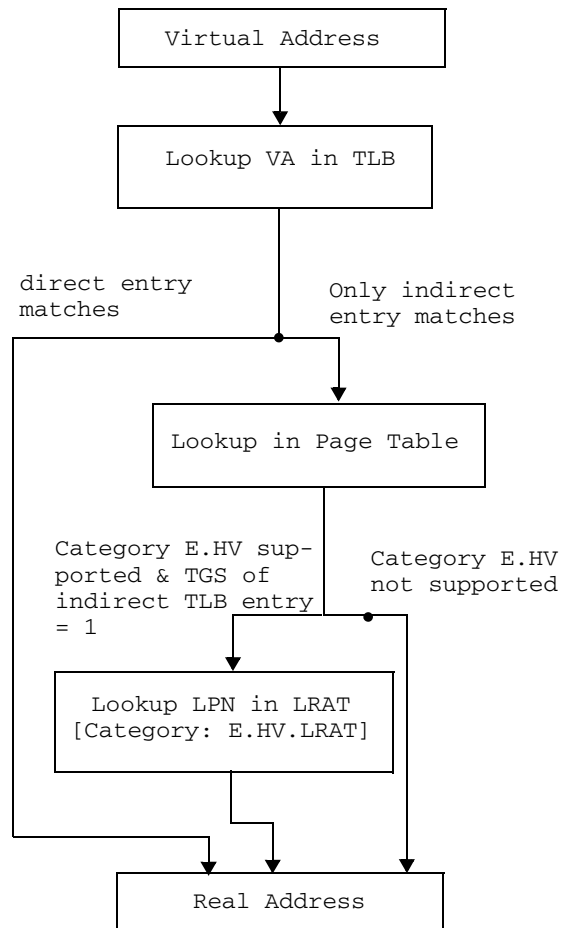 Virtual Address
Lookup VA in TLB
direct entry
matches
Only indirect
entry matches
Lookup in Page Table
Category E.HV sup-
ported & TGS of
indirect TLB entry
= 1
Category E.HV
not supported
Lookup LPN in LRAT
[Category: E.HV.LRAT]
Real Address